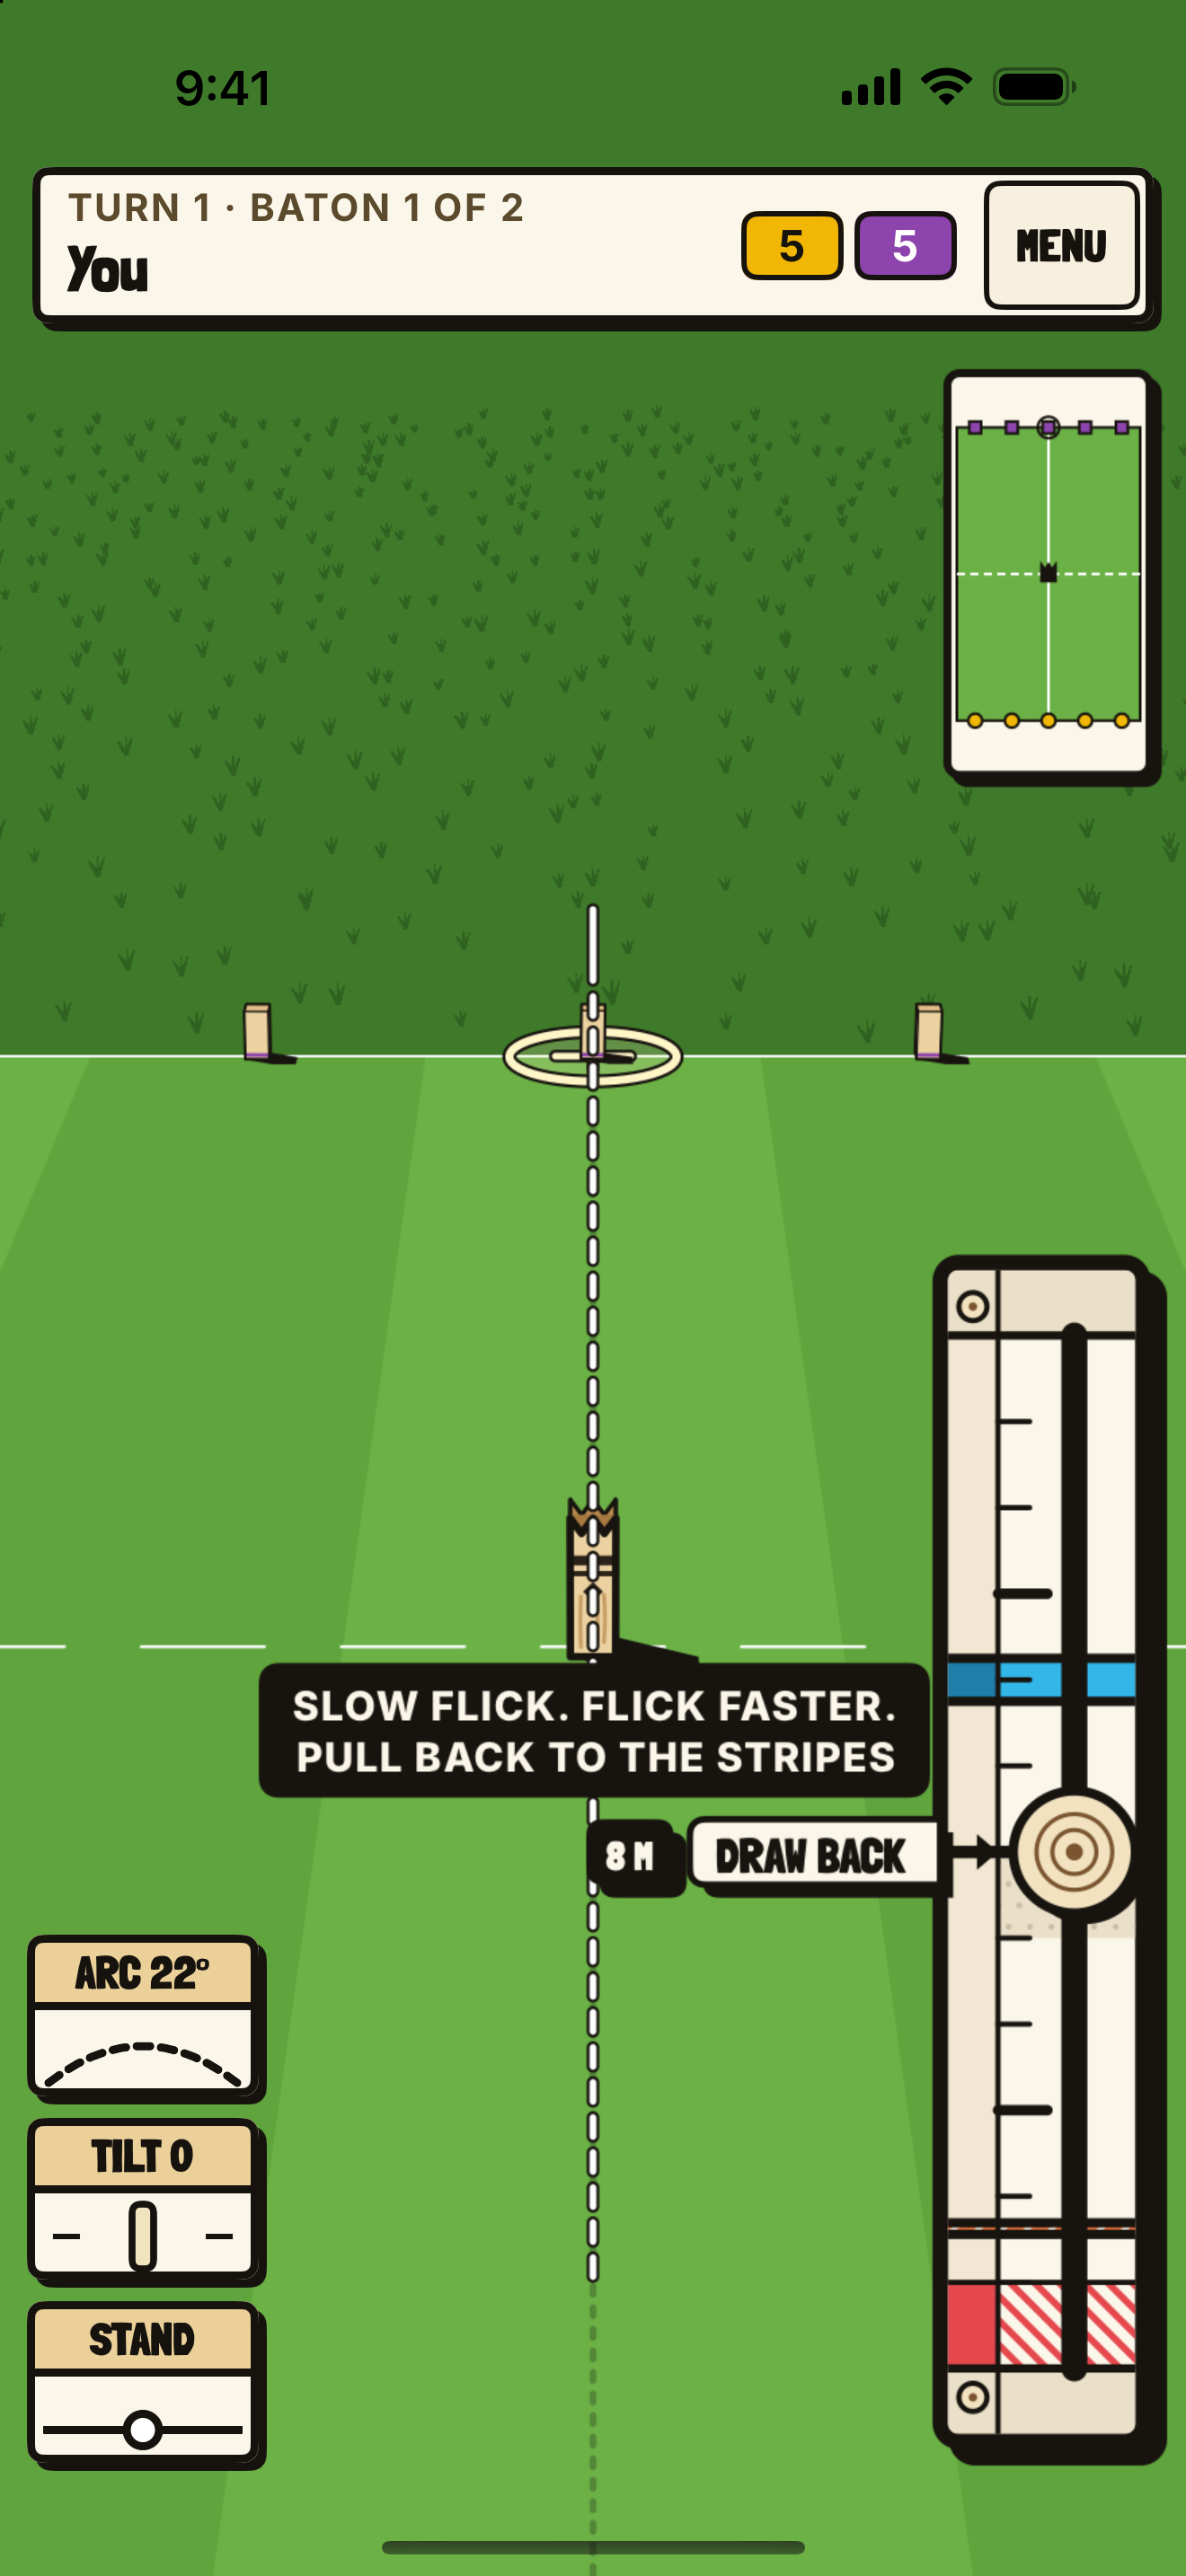 9:41
TURN 1 · BATON 1 OF 2
You
5 5
MENU
SLOW FLICK. FLICK FASTER.
PULL BACK TO THE STRIPES
8 M
DRAW BACK
ARC 22°
TILT 0
STAND